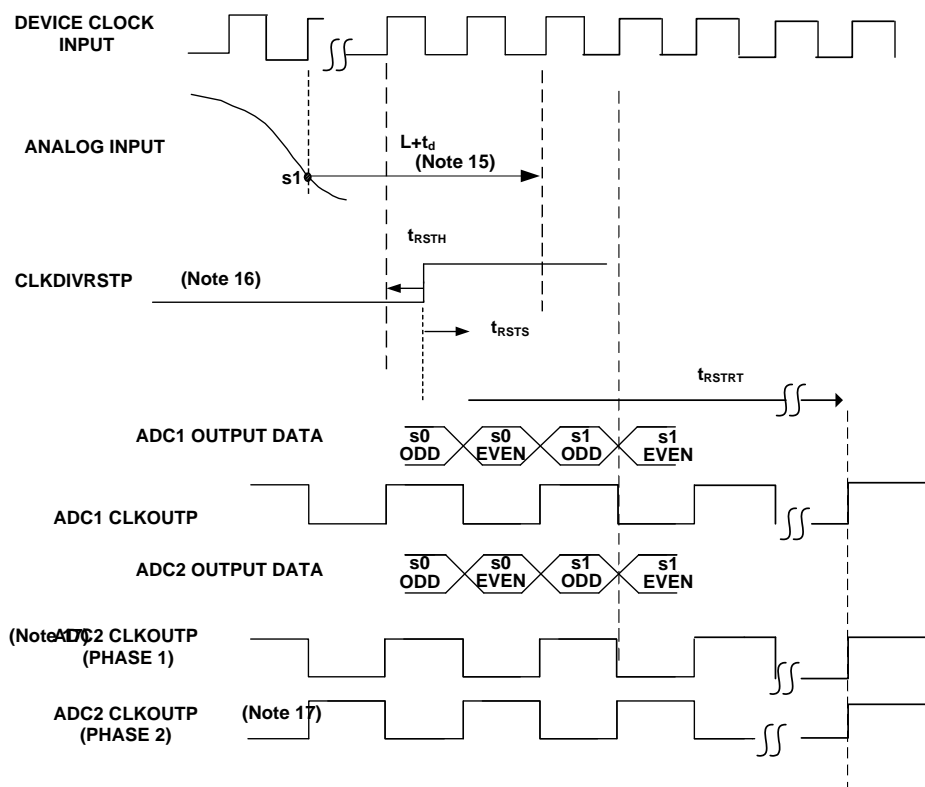 DEVICE CLOCK
INPUT
ANALOG INPUT
s1
L+td
(Note 15)
tRSTH
CLKDIVRSTP
(Note 16)
tRSTS
tRSTRT
ADC1 OUTPUT DATA
s0
ODD
s0
EVEN
s1
ODD
s1
EVEN
ADC1 CLKOUTP
ADC2 OUTPUT DATA
s0
ODD
s0
EVEN
s1
ODD
s1
EVEN
(Note 17)
ADC2 CLKOUTP
(PHASE 1)
ADC2 CLKOUTP
(PHASE 2)
(Note 17)